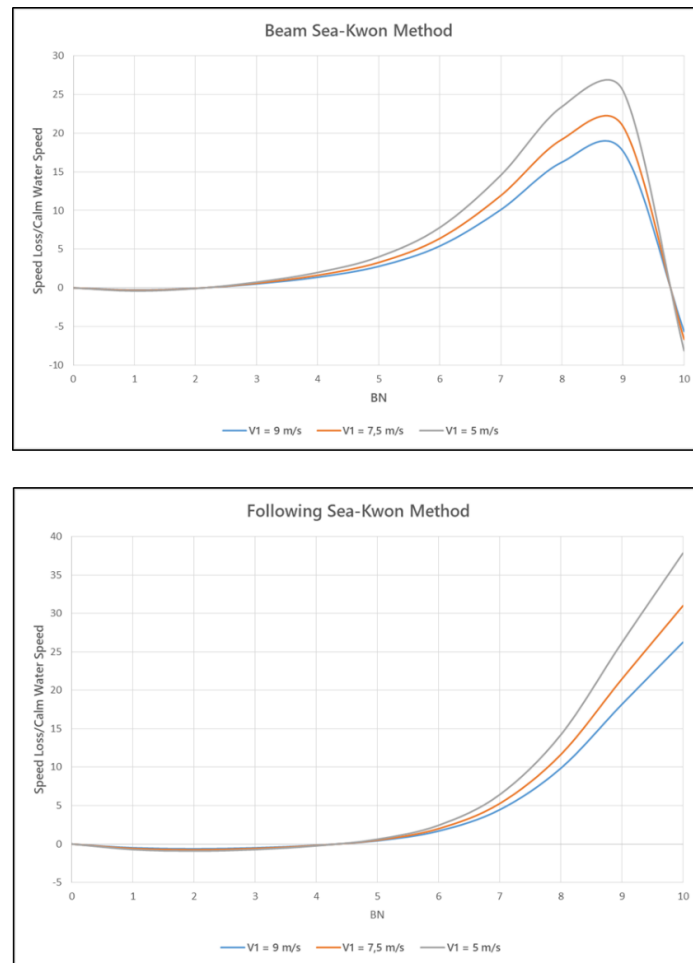 Beam Sea-Kwon Method
Speed Loss/Calm Water Speed
30
25
20
15
10
5
0
-5
-10
0 1 2 3 4 5 6 7 8 9 10
BN
V1 = 9 m/s V1 = 7,5 m/s V1 = 5 m/s
Following Sea-Kwon Method
Speed Loss/Calm Water Speed
40
35
30
25
20
15
10
5
0
-5
0 1 2 3 4 5 6 7 8 9 10
BN
V1 = 9 m/s V1 = 7,5 m/s V1 = 5 m/s